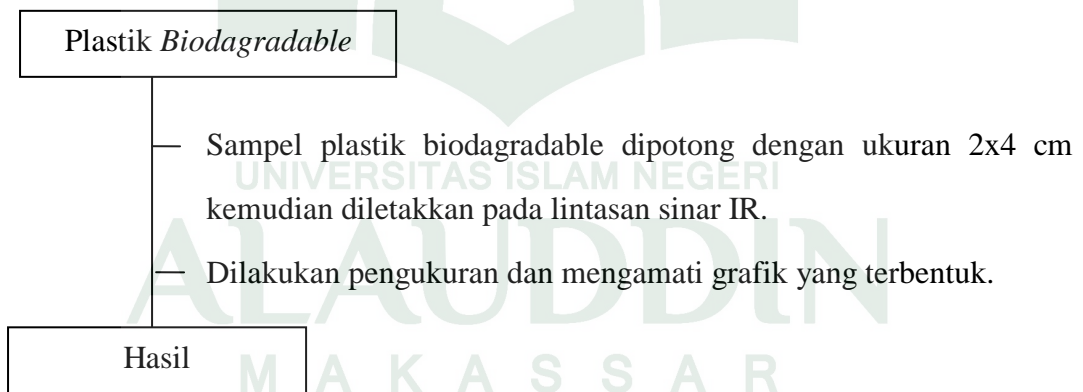 Plastik Biodagradable
Sampel plastik biodagradable dipotong dengan ukuran 2x4 cm
UNIVERSITAS ISLAM NEGERI
kemudian diletakkan pada lintasan sinar IR.
ALAUDDIN
Dilakukan pengukuran dan mengamati grafik yang terbentuk.
Hasil
MAKASSAR